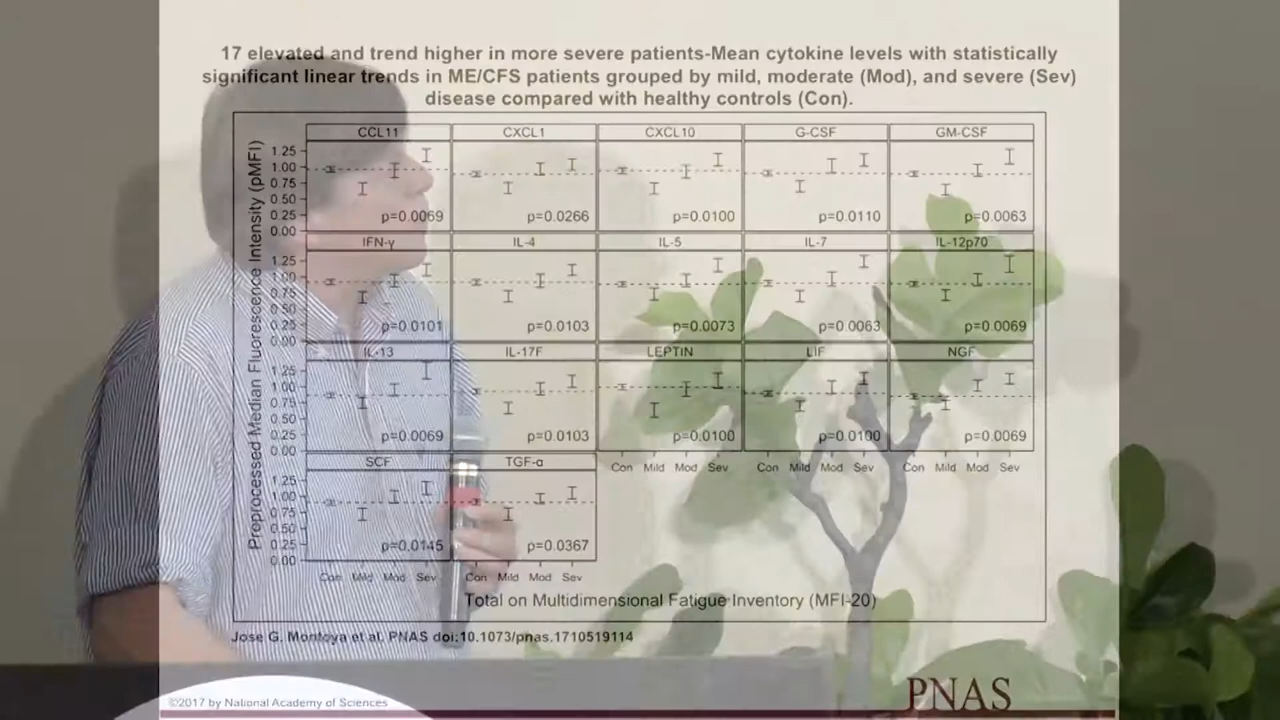 17 elevated and trend higher in more severe patients-Mean cytokine levels with statistically
significant linear trends in ME/CFS patients grouped by mild, moderate (Mod), and severe (Sev)
disease compared with healthy controls (Con).
Preprocessed Median Fluorescence Intensity (pMFI)
CCL11 CXCL1 CXCL10 G-CSF GM-CSF
1.25
1.00
0.75
0.50
0.25
0.00
p=0.0069 p=0.0266 p=0.0100 p=0.0110 p=0.0063
IFN-γ IL-4 IL-5 IL-7 IL-12p70
1.25
1.00
0.75
0.50
0.25
0.00
p=0.0101 p=0.0103 p=0.0073 p=0.0063 p=0.0069
IL-13 IL-17F LEPTIN LIF NGF
1.25
1.00
0.75
0.50
0.25
0.00
p=0.0069 p=0.0103 p=0.0100 p=0.0100 p=0.0069
SCF TGF-α Con Mild Mod Sev Con Mild Mod Sev Con Mild Mod Sev
1.25
1.00
0.75
0.50
0.25
0.00
p=0.0145 p=0.0367
Con Mild Mod Sev Con Mild Mod Sev
Total on Multidimensional Fatigue Inventory (MFI-20)
Jose G. Montoya et al. PNAS doi:10.1073/pnas.1710519114
©2017 by National Academy of Sciences
PNAS